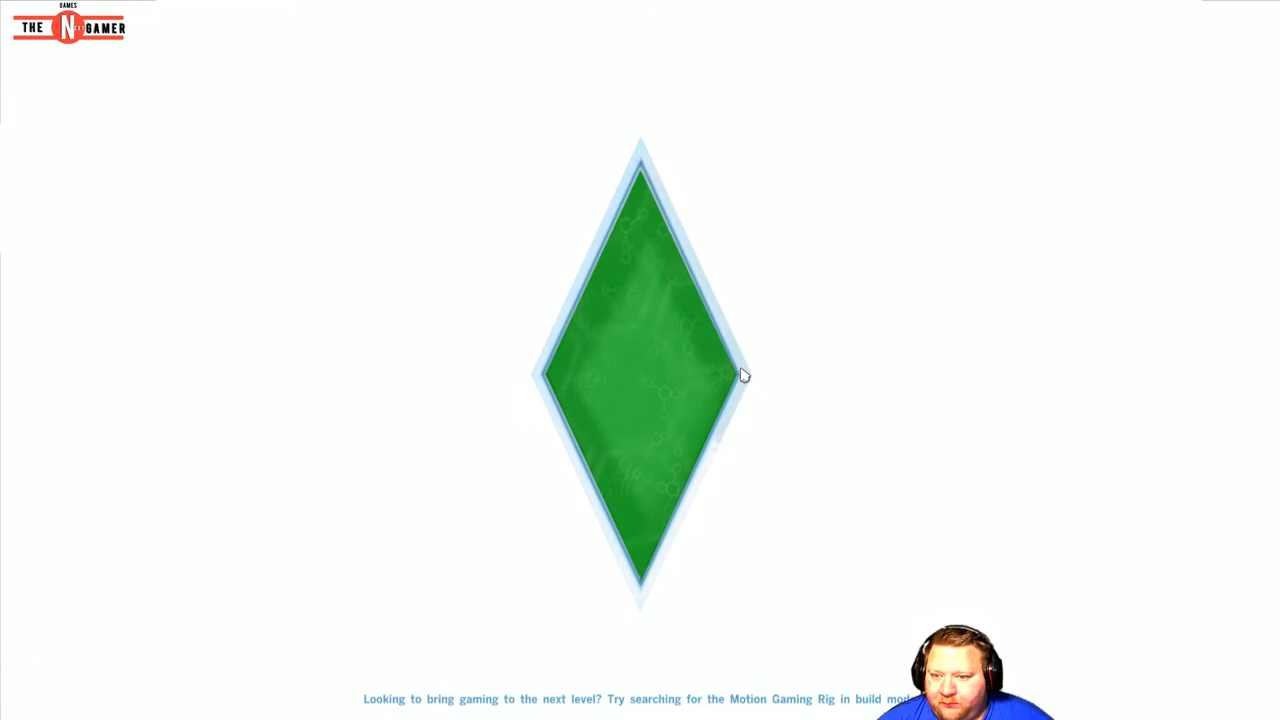 GAMES
THE NEXT GAMER
Looking to bring gaming to the next level? Try searching for the Motion Gaming Rig in build